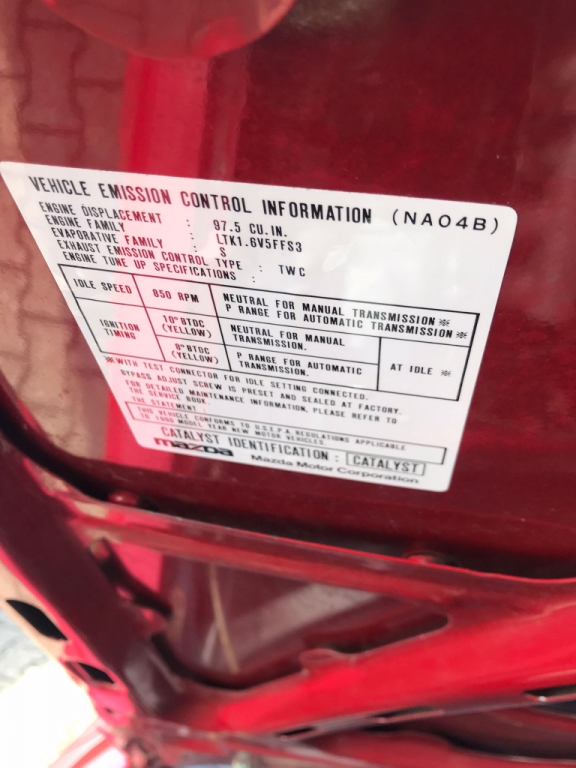 VEHICLE EMISSION CONTROL INFORMATION (NA04B)
ENGINE DISPLACEMENT : 97.5 CU.IN.
ENGINE FAMILY : LTK1.6V5FFS3
EVAPORATIVE FAMILY : S
EXHAUST EMISSION CONTROL TYPE : TWC
ENGINE TUNE UP SPECIFICATIONS :
IDLE SPEED 850 RPM NEUTRAL FOR MANUAL TRANSMISSION ※
P RANGE FOR AUTOMATIC TRANSMISSION ※
IGNITION TIMING 10° BTDC (YELLOW) NEUTRAL FOR MANUAL TRANSMISSION. AT IDLE ※
8° BTDC (YELLOW) P RANGE FOR AUTOMATIC TRANSMISSION.
※WITH TEST CONNECTOR FOR IDLE SETTING CONNECTED.
BYPASS ADJUST SCREW IS PRESET AND SEALED AT FACTORY.
FOR DETAILED MAINTENANCE INFORMATION, PLEASE REFER TO
THE SERVICE BOOK
THE STATEMENT:
THIS VEHICLE CONFORMS TO U.S.E.P.A. REGULATIONS APPLICABLE
TO 1990 MODEL YEAR NEW MOTOR VEHICLES.
CATALYST IDENTIFICATION : CATALYST
mazda Mazda Motor Corporation